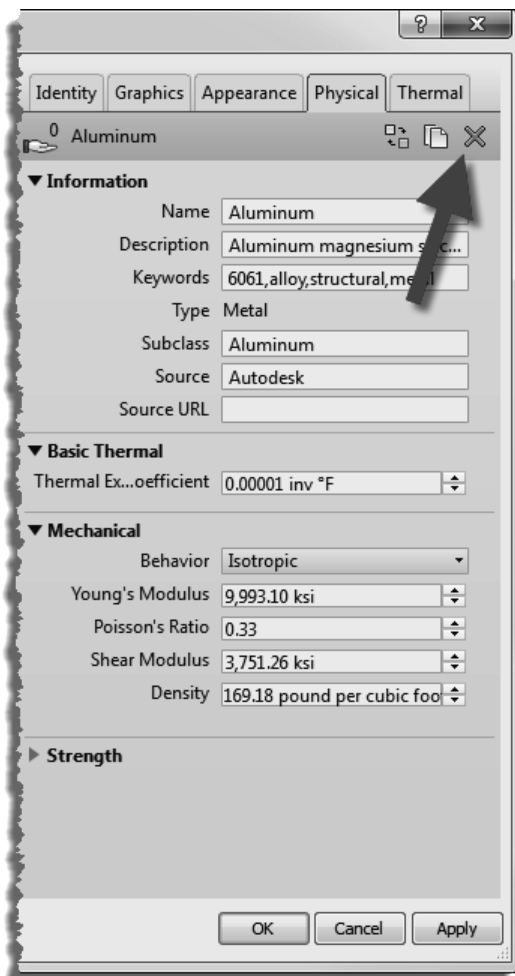 ?
x
Identity Graphics Appearance Physical Thermal
0 Aluminum
Information
Name Aluminum
Description Aluminum magnesium
Keywords 6061,alloy,structural,
Type Metal
Subclass Aluminum
Source Autodesk
Source URL
Basic Thermal
Thermal Ex...oefficient 0.00001 inv °F
Mechanical
Behavior Isotropic
Young's Modulus 9,993.10 ksi
Poisson's Ratio 0.33
Shear Modulus 3,751.26 ksi
Density 169.18 pound per cubic foo
Strength
OK Cancel Apply